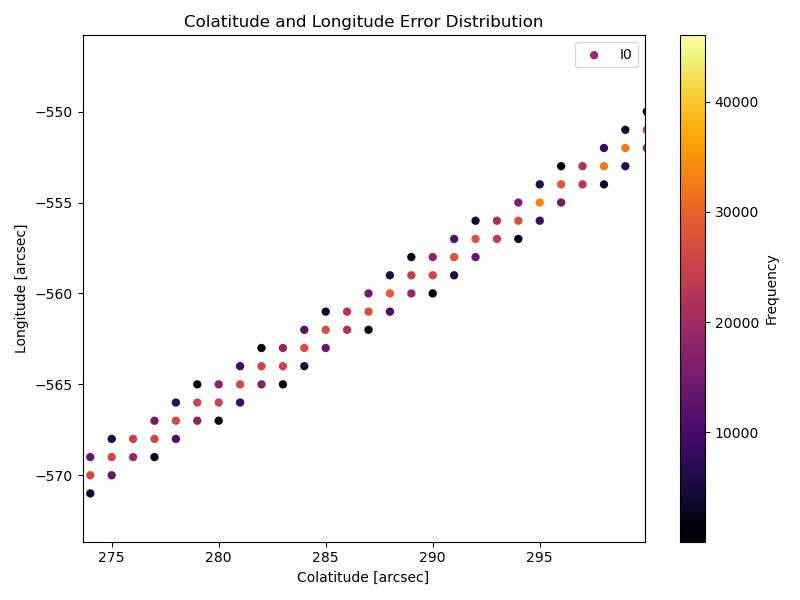 Colatitude and Longitude Error Distribution
I0
−550
−555
−560
−565
−570
Longitude [arcsec]
275
280
285
290
295
Colatitude [arcsec]
40000
30000
20000
10000
Frequency